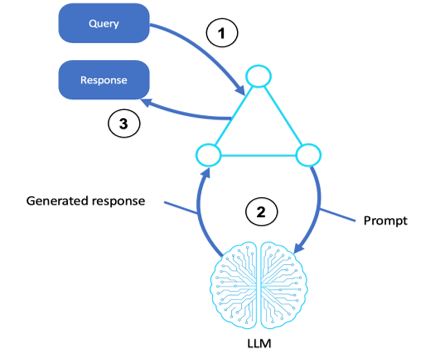 Query
1
Response
3
Generated response
2
Prompt
LLM